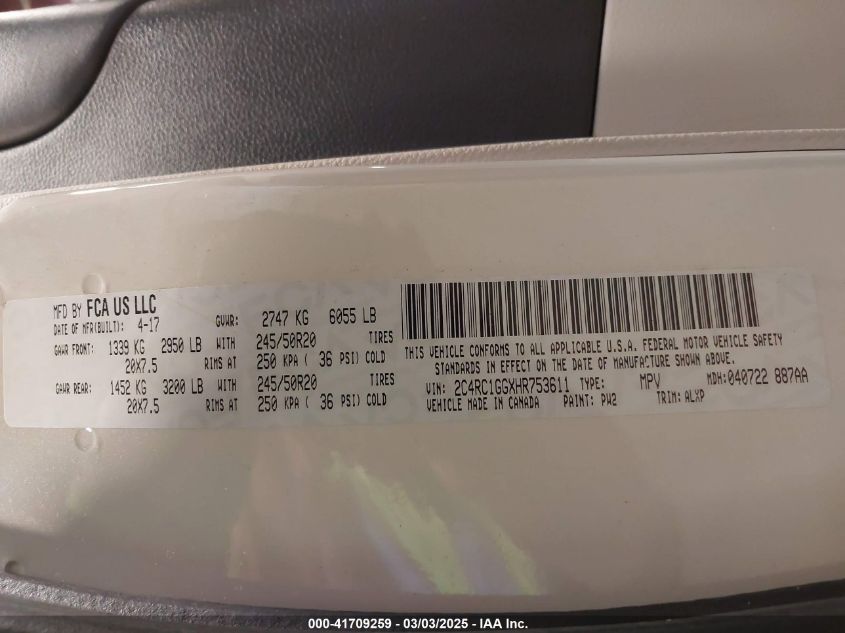 MFD BY FCA US LLC
DATE OF MFR(BUILT): 4-17 GVWR: 2747 KG 6055 LB
GAWR FRONT: 1339 KG 2950 LB WITH 245/50R20 TIRES
20X7.5 RIMS AT 250 KPA ( 36 PSI) COLD
GAWR REAR: 1452 KG 3200 LB WITH 245/50R20 TIRES
20X7.5 RIMS AT 250 KPA ( 36 PSI) COLD
THIS VEHICLE CONFORMS TO ALL APPLICABLE U.S.A. FEDERAL MOTOR VEHICLE SAFETY
STANDARDS IN EFFECT ON THE DATE OF MANUFACTURE SHOWN ABOVE.
VIN: 2C4RC1GGXHR753611 TYPE: MPV MDH:040722 887AA
VEHICLE MADE IN CANADA PAINT: PW2 TRIM: ALXP
000-41709259 - 03/03/2025 - IAA Inc.